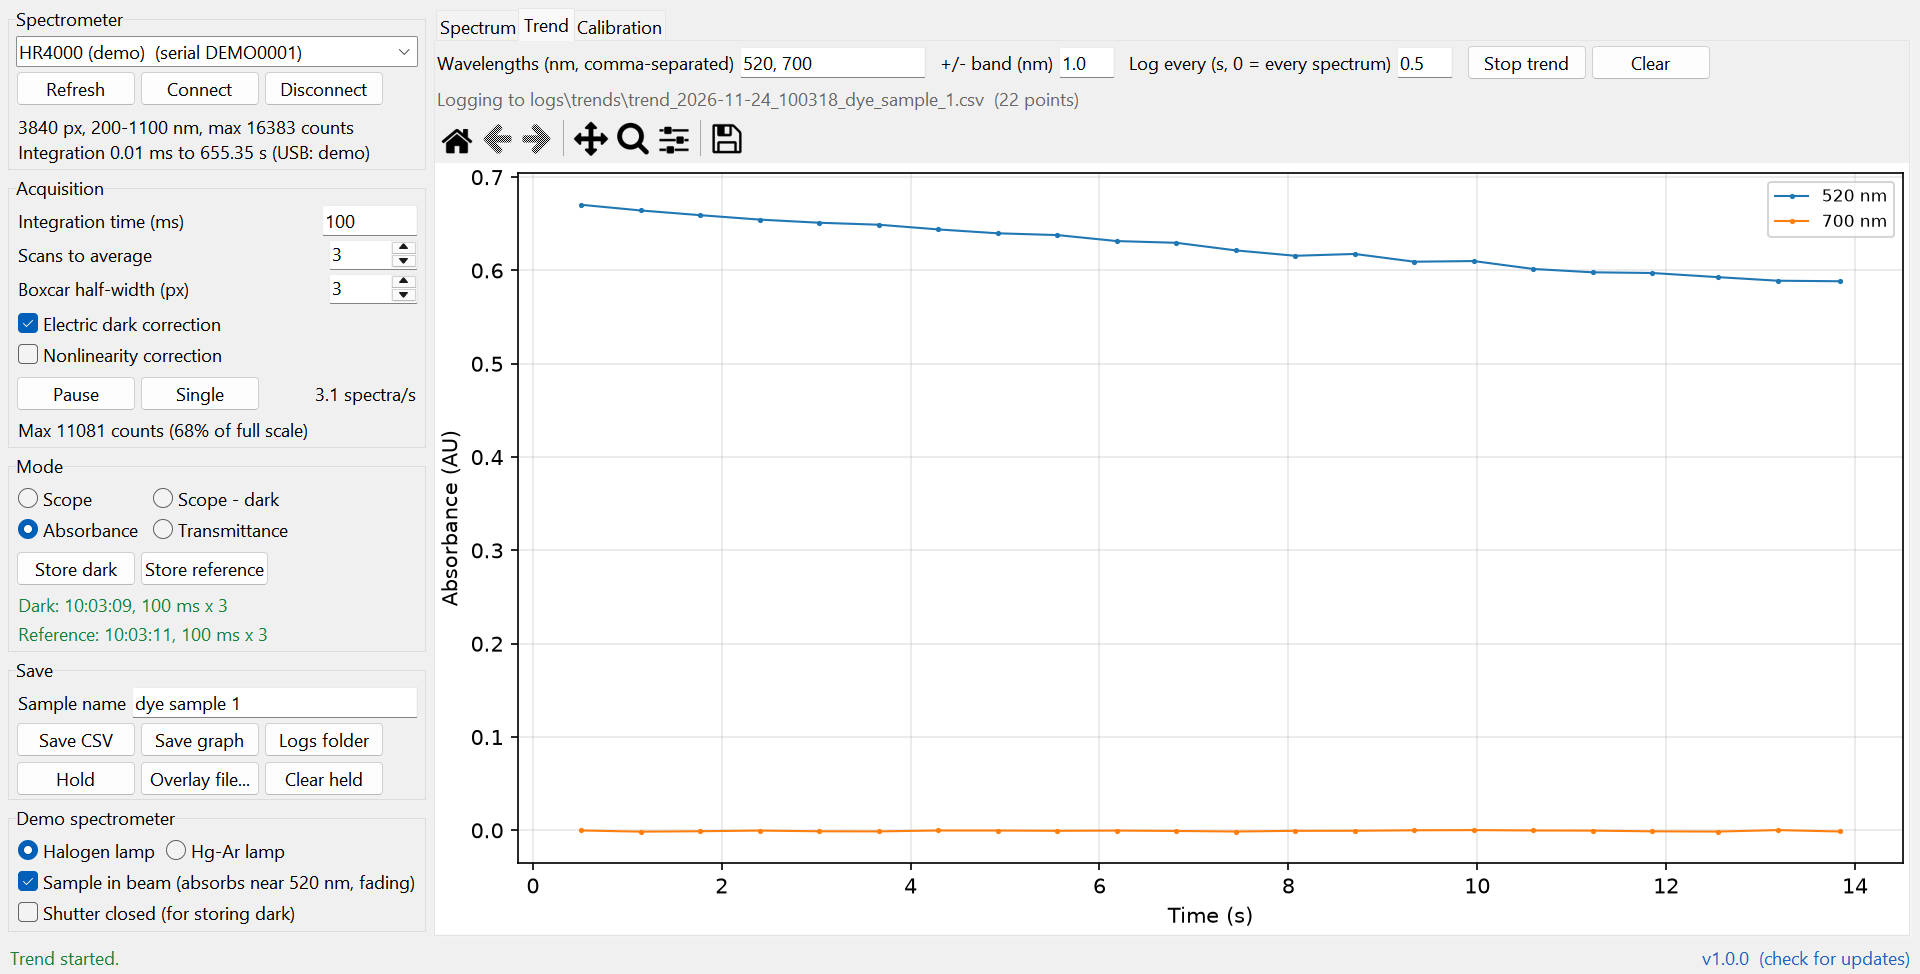 Spectrometer
HR4000 (demo)  (serial DEMO0001)
Refresh
Connect
Disconnect
3840 px, 200-1100 nm, max 16383 counts
Integration 0.01 ms to 655.35 s (USB: demo)
Acquisition
Integration time (ms) 100
Scans to average 3
Boxcar half-width (px) 3
Electric dark correction
Nonlinearity correction
Pause
Single
3.1 spectra/s
Max 11081 counts (68% of full scale)
Mode
Scope
Scope - dark
Absorbance
Transmittance
Store dark
Store reference
Dark: 10:03:09, 100 ms x 3
Reference: 10:03:11, 100 ms x 3
Save
Sample name dye sample 1
Save CSV
Save graph
Logs folder
Hold
Overlay file...
Clear held
Demo spectrometer
Halogen lamp
Hg-Ar lamp
Sample in beam (absorbs near 520 nm, fading)
Shutter closed (for storing dark)
Trend started.
Spectrum
Trend
Calibration
Wavelengths (nm, comma-separated) 520, 700
+/- band (nm) 1.0
Log every (s, 0 = every spectrum) 0.5
Stop trend
Clear
Logging to logs\trends\trend_2026-11-24_100318_dye_sample_1.csv  (22 points)
520 nm
700 nm
0.7
0.6
0.5
0.4
0.3
0.2
0.1
0.0
Absorbance (AU)
0
2
4
6
8
10
12
14
Time (s)
v1.0.0  (check for updates)